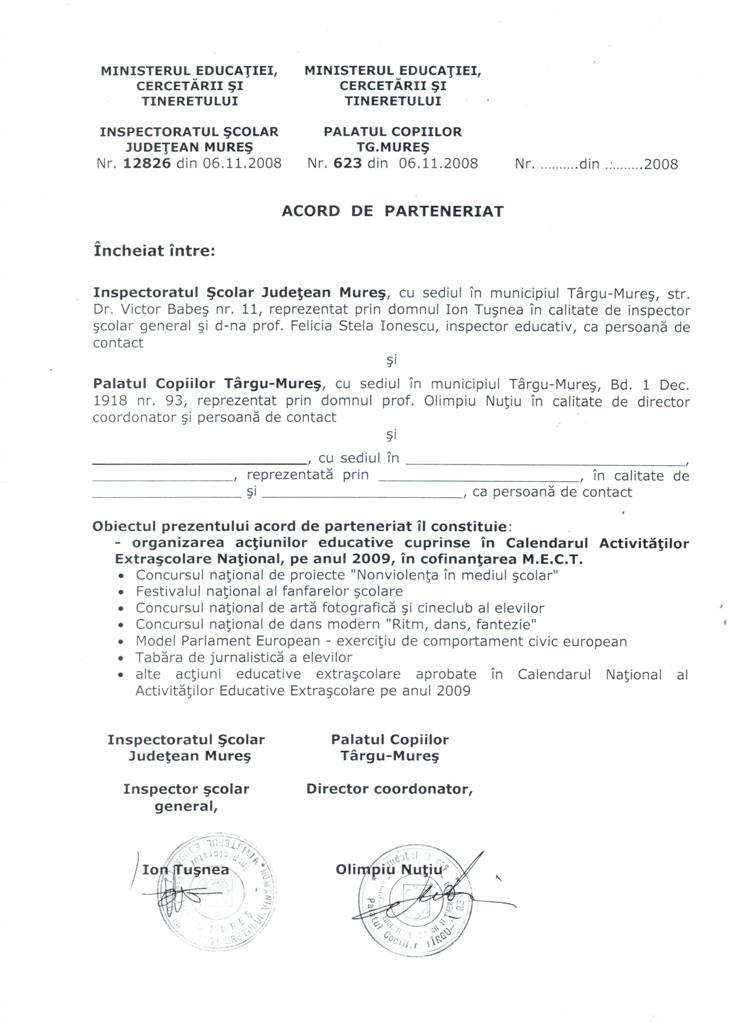 MINISTERUL EDUCAŢIEI,
CERCETĂRII ŞI
TINERETULUI
INSPECTORATUL ŞCOLAR
JUDEŢEAN MUREŞ
Nr. 12826 din 06.11.2008
MINISTERUL EDUCAŢIEI,
CERCETĂRII ŞI
TINERETULUI
PALATUL COPIILOR
TG.MUREŞ
Nr. 623 din 06.11.2008
Nr. ..........din .:........2008
ACORD DE PARTENERIAT
Încheiat între:
Inspectoratul Şcolar Judeţean Mureş, cu sediul în municipiul Târgu-Mureş, str.
Dr. Victor Babeş nr. 11, reprezentat prin domnul Ion Tuşnea în calitate de inspector
şcolar general şi d-na prof. Felicia Stela Ionescu, inspector educativ, ca persoană de
contact
şi
Palatul Copiilor Târgu-Mureş, cu sediul în municipiul Târgu-Mureş, Bd. 1 Dec.
1918 nr. 93, reprezentat prin domnul prof. Olimpiu Nuţiu în calitate de director
coordonator şi persoană de contact
şi
____________________________, cu sediul în ____________________________________,
__________________, reprezentată prin __________________________, în calitate de
____________________ şi __________________________, ca persoană de contact
Obiectul prezentului acord de parteneriat îl constituie:
- organizarea acţiunilor educative cuprinse în Calendarul Activităţilor
Extraşcolare Naţional, pe anul 2009, în cofinanţarea M.E.C.T.
• Concursul naţional de proiecte "Nonviolenţa în mediul şcolar"
• Festivalul naţional al fanfarelor şcolare
• Concursul naţional de artă fotografică şi cineclub al elevilor
• Concursul naţional de dans modern "Ritm, dans, fantezie"
• Model Parlament European - exerciţiu de comportament civic european
• Tabăra de jurnalistică a elevilor
• alte acţiuni educative extraşcolare aprobate în Calendarul Naţional al
Activităţilor Educative Extraşcolare pe anul 2009
Inspectoratul Şcolar
Judeţean Mureş
Inspector şcolar
general,
Ion Tuşnea
Palatul Copiilor
Târgu-Mureş
Director coordonator,
Olimpiu Nuţiu
Palatul Copiilor